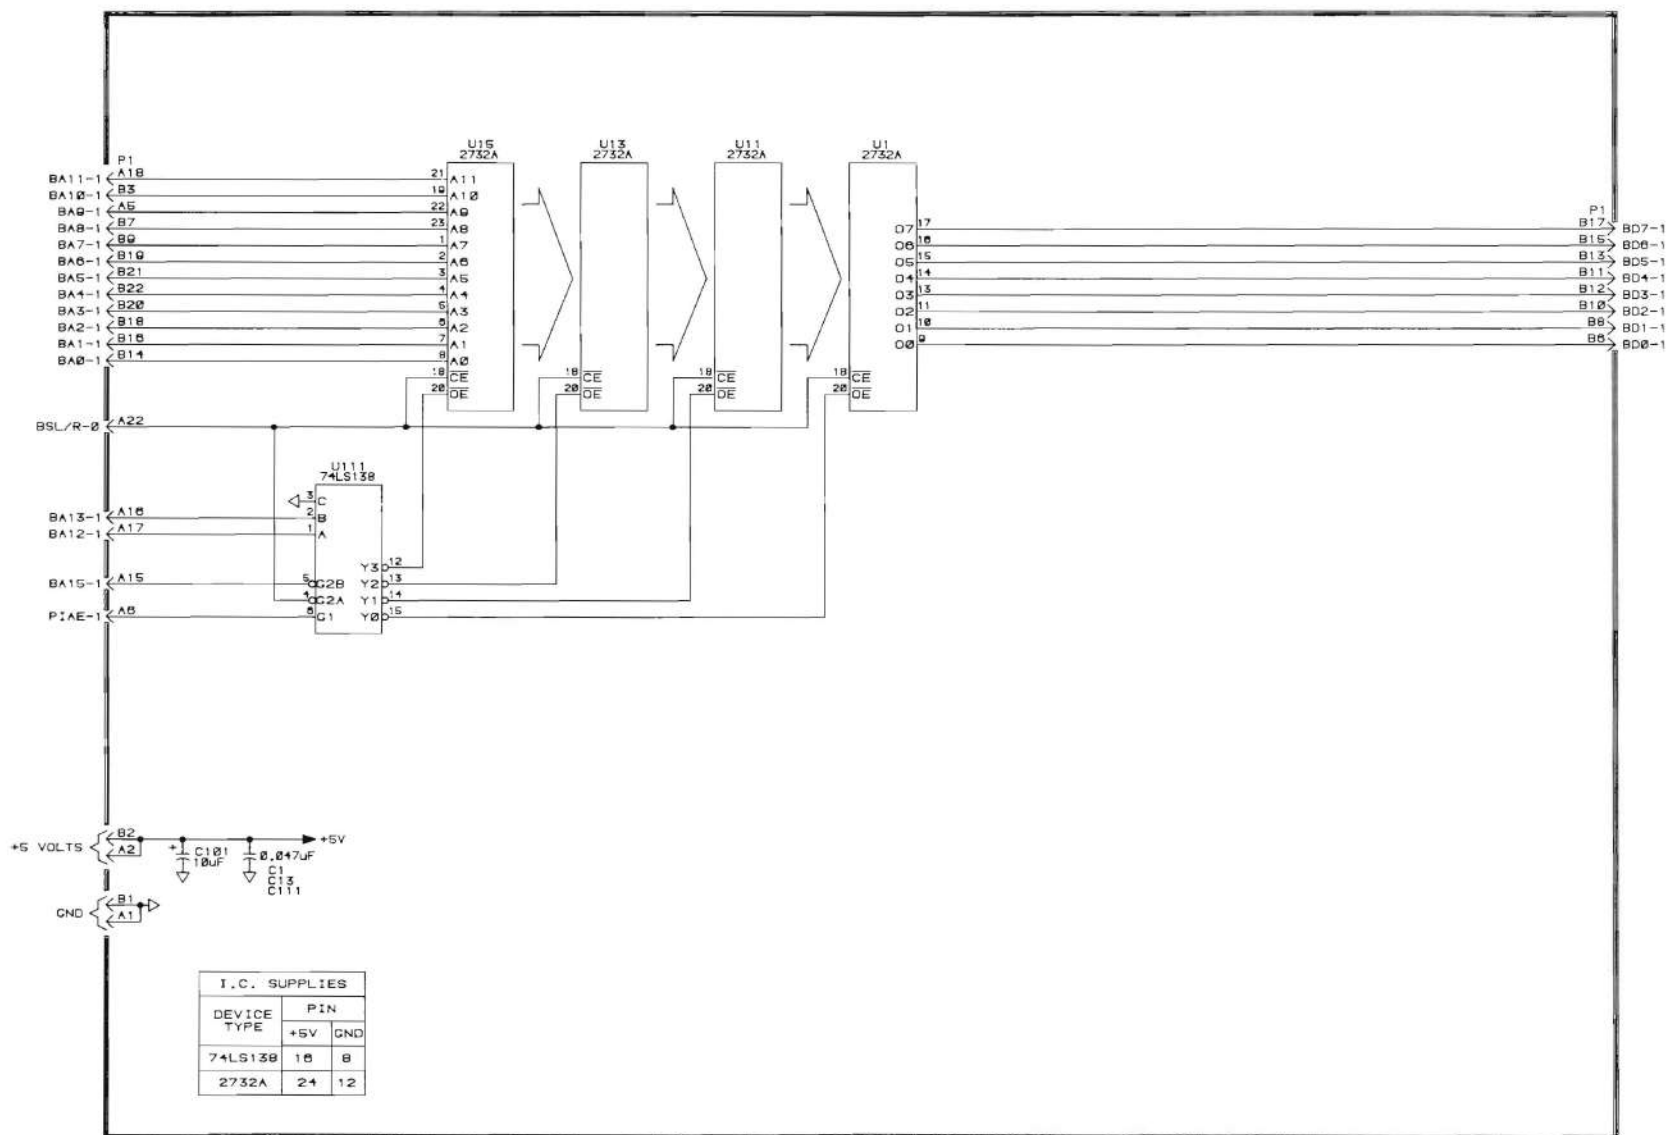 P1
BA11-1 A18
BA10-1 B3
BA9-1 A5
BA8-1 B7
BA7-1 B9
BA6-1 B19
BA5-1 B21
BA4-1 B22
BA3-1 B20
BA2-1 B18
BA1-1 B16
BA0-1 B14
U15
2732A
21 A11
19 A10
22 A9
23 A8
1 A7
2 A6
3 A5
4 A4
5 A3
6 A2
7 A1
8 A0
18 CE
20 OE
U13
2732A
18 CE
20 OE
U11
2732A
18 CE
20 OE
U1
2732A
O7 17
O6 16
O5 15
O4 14
O3 13
O2 11
O1 10
O0 9
18 CE
20 OE
P1
B17 BD7-1
B15 BD6-1
B13 BD5-1
B11 BD4-1
B12 BD3-1
B10 BD2-1
B8 BD1-1
B6 BD0-1
BSL/R-0 A22
U111
74LS138
3 C
BA13-1 A16 2 B
BA12-1 A17 1 A
Y3 12
BA15-1 A15 5 G2B Y2 13
4 G2A Y1 14
PIAE-1 A6 6 G1 Y0 15
+5 VOLTS B2 +5V
A2
+ C101
10uF
0.047uF
C1
C13
C111
GND B1
A1
I.C. SUPPLIES
DEVICE TYPE PIN
+5V GND
74LS138 16 8
2732A 24 12